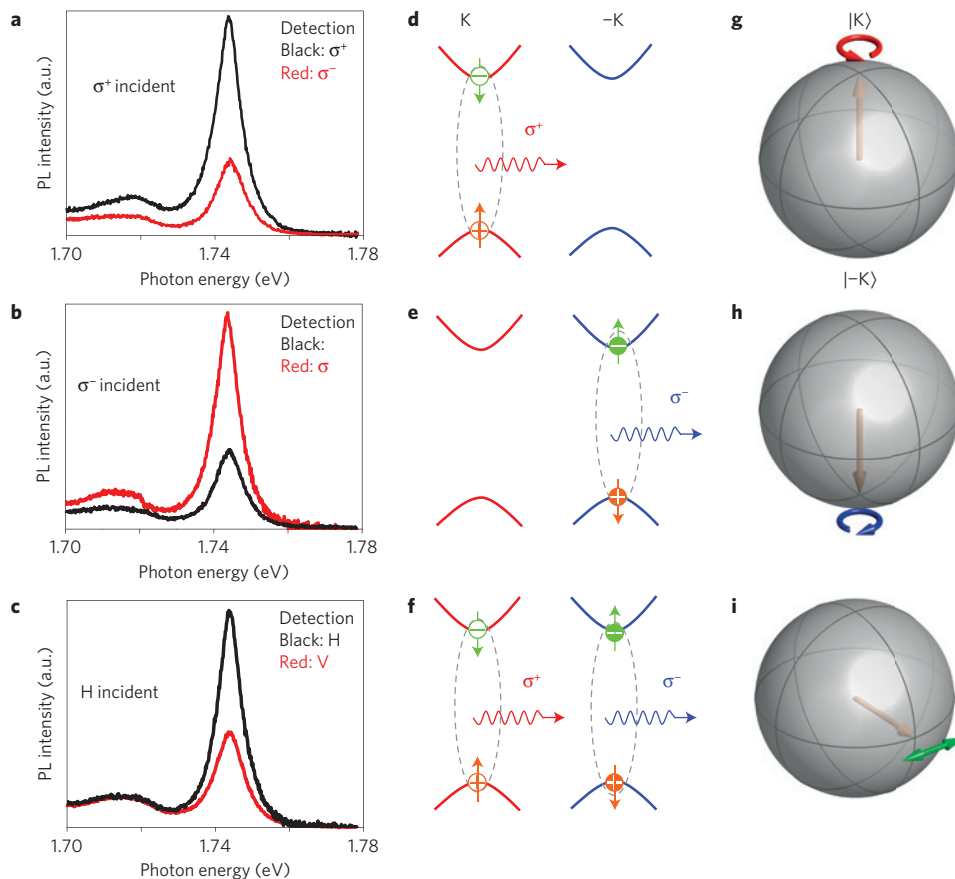 a
PL intensity (a.u.)
σ⁺ incident
Detection
Black: σ⁺
Red: σ⁻
1.70
1.74
1.78
Photon energy (eV)
b
PL intensity (a.u.)
σ⁻ incident
Detection
Black:
Red: σ
1.70
1.74
1.78
Photon energy (eV)
c
PL intensity (a.u.)
H incident
Detection
Black: H
Red: V
1.70
1.74
1.78
Photon energy (eV)
d
K
−K
−
σ⁺
+
e
−
σ⁻
+
f
−
σ⁺
+
−
σ⁻
+
g
|K⟩
h
|−K⟩
i